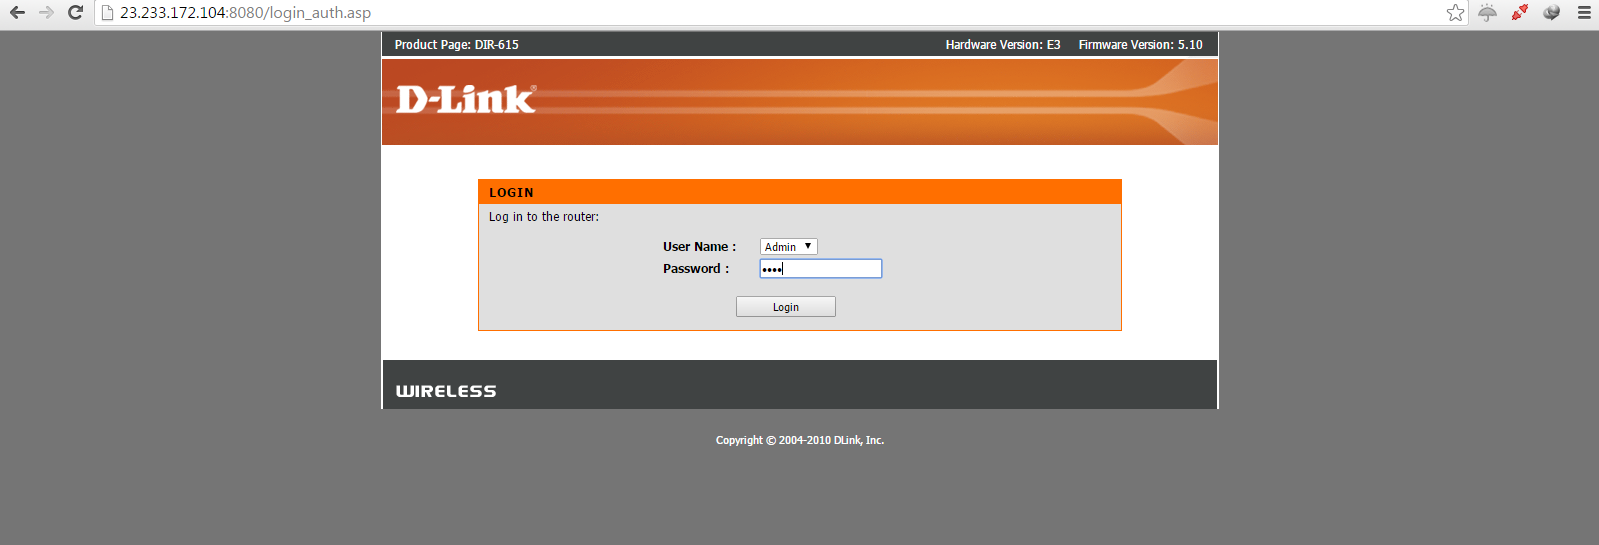 23.233.172.104:8080/login_auth.asp
Product Page: DIR-615 Hardware Version: E3 Firmware Version: 5.10
D-Link®
LOGIN
Log in to the router:
User Name : Admin
Password : ••••
Login
WIRELESS
Copyright © 2004-2010 DLink, Inc.